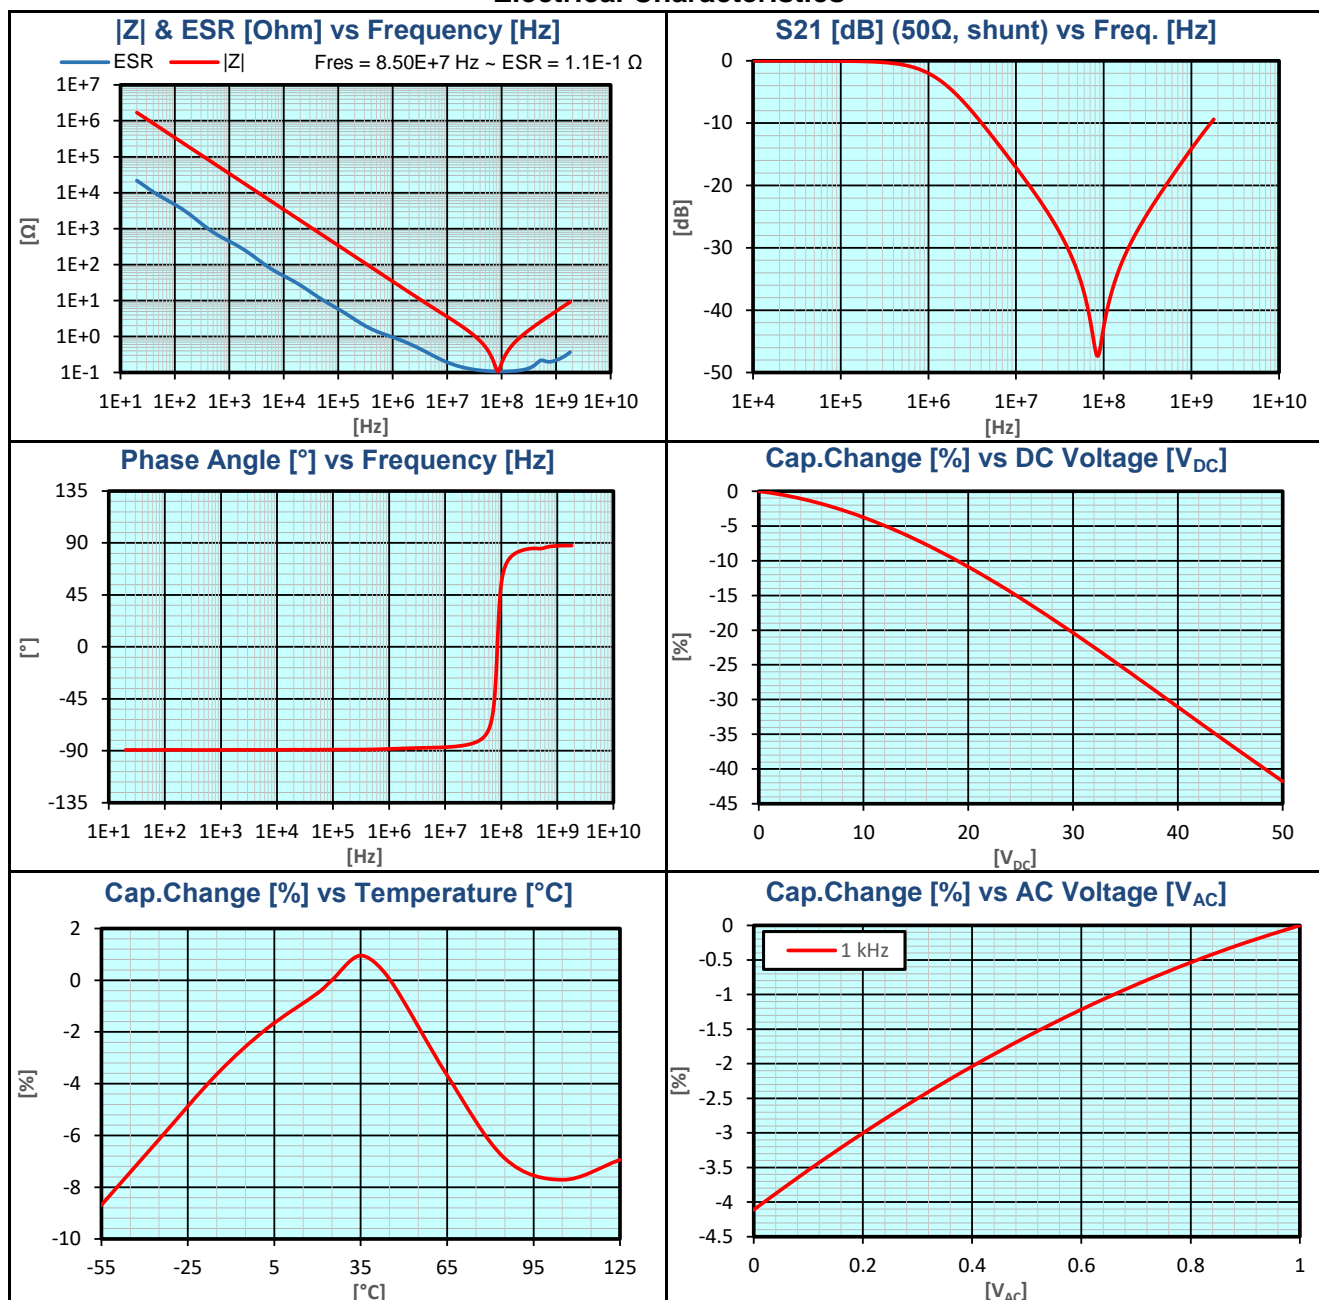 |Z| & ESR [Ohm] vs Frequency [Hz]
ESR |Z| Fres = 8.50E+7 Hz ~ ESR = 1.1E-1 Ω
1E+7
1E+6
1E+5
1E+4
1E+3
1E+2
1E+1
1E+0
1E-1
[Ω]
1E+1 1E+2 1E+3 1E+4 1E+5 1E+6 1E+7 1E+8 1E+9 1E+10
[Hz]
S21 [dB] (50Ω, shunt) vs Freq. [Hz]
0
-10
-20
-30
-40
-50
[dB]
1E+4 1E+5 1E+6 1E+7 1E+8 1E+9 1E+10
[Hz]
Phase Angle [°] vs Frequency [Hz]
135
90
45
0
-45
-90
-135
[°]
1E+1 1E+2 1E+3 1E+4 1E+5 1E+6 1E+7 1E+8 1E+9 1E+10
[Hz]
Cap.Change [%] vs DC Voltage [VDC]
0
-5
-10
-15
-20
-25
-30
-35
-40
-45
[%]
0 10 20 30 40 50
[VDC]
Cap.Change [%] vs Temperature [°C]
2
0
-2
-4
-6
-8
-10
[%]
-55 -25 5 35 65 95 125
[°C]
Cap.Change [%] vs AC Voltage [VAC]
1 kHz
0
-0.5
-1
-1.5
-2
-2.5
-3
-3.5
-4
-4.5
[%]
0 0.2 0.4 0.6 0.8 1
[VAC]